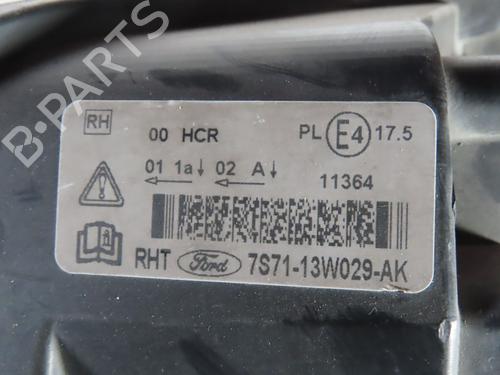 RH
00 HCR
PL E4 17.5
01 1a↓ 02 A↓
11364
RHT Ford 7S71-13W029-AK
B-PARTS